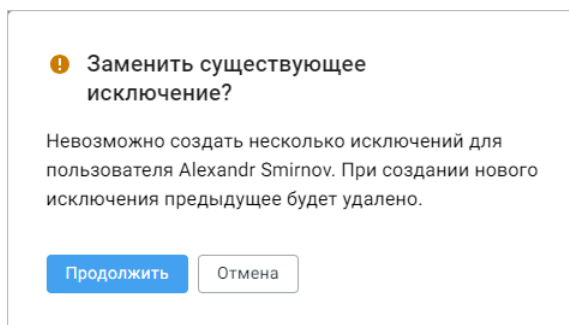 Заменить существующее
исключение?
Невозможно создать несколько исключений для
пользователя Alexandr Smirnov. При создании нового
исключения предыдущее будет удалено.
Продолжить Отмена